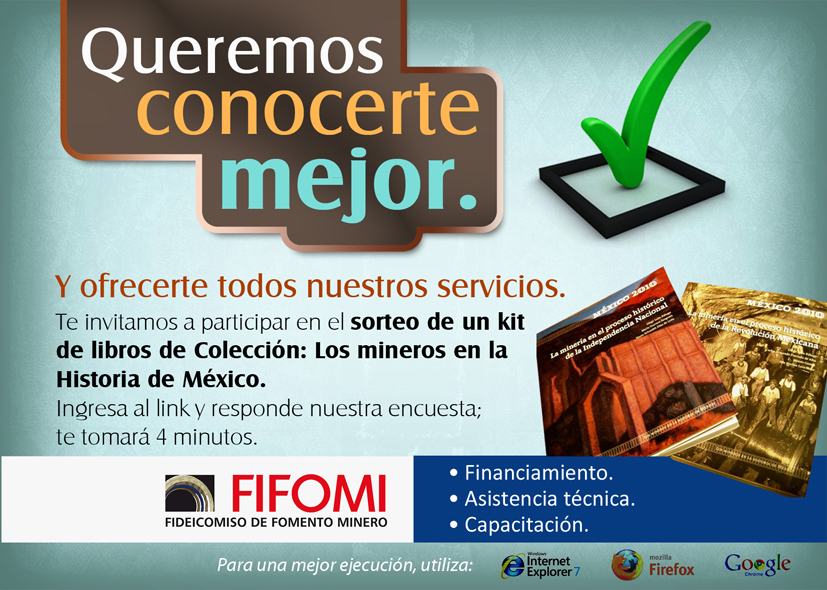 Queremos
conocerte
mejor.
Y ofrecerte todos nuestros servicios.
Te invitamos a participar en el sorteo de un kit
de libros de Colección: Los mineros en la
Historia de México.
Ingresa al link y responde nuestra encuesta;
te tomará 4 minutos.
MÉXICO 2010
La minería en el proceso histórico
de la Independencia Nacional
MÉXICO 2010
La minería en el proceso histórico
de la Revolución Mexicana
FIFOMI
FIDEICOMISO DE FOMENTO MINERO
• Financiamiento.
• Asistencia técnica.
• Capacitación.
Para una mejor ejecución, utiliza:
Windows
Internet
Explorer 7
mozilla
Firefox
Google
Chrome